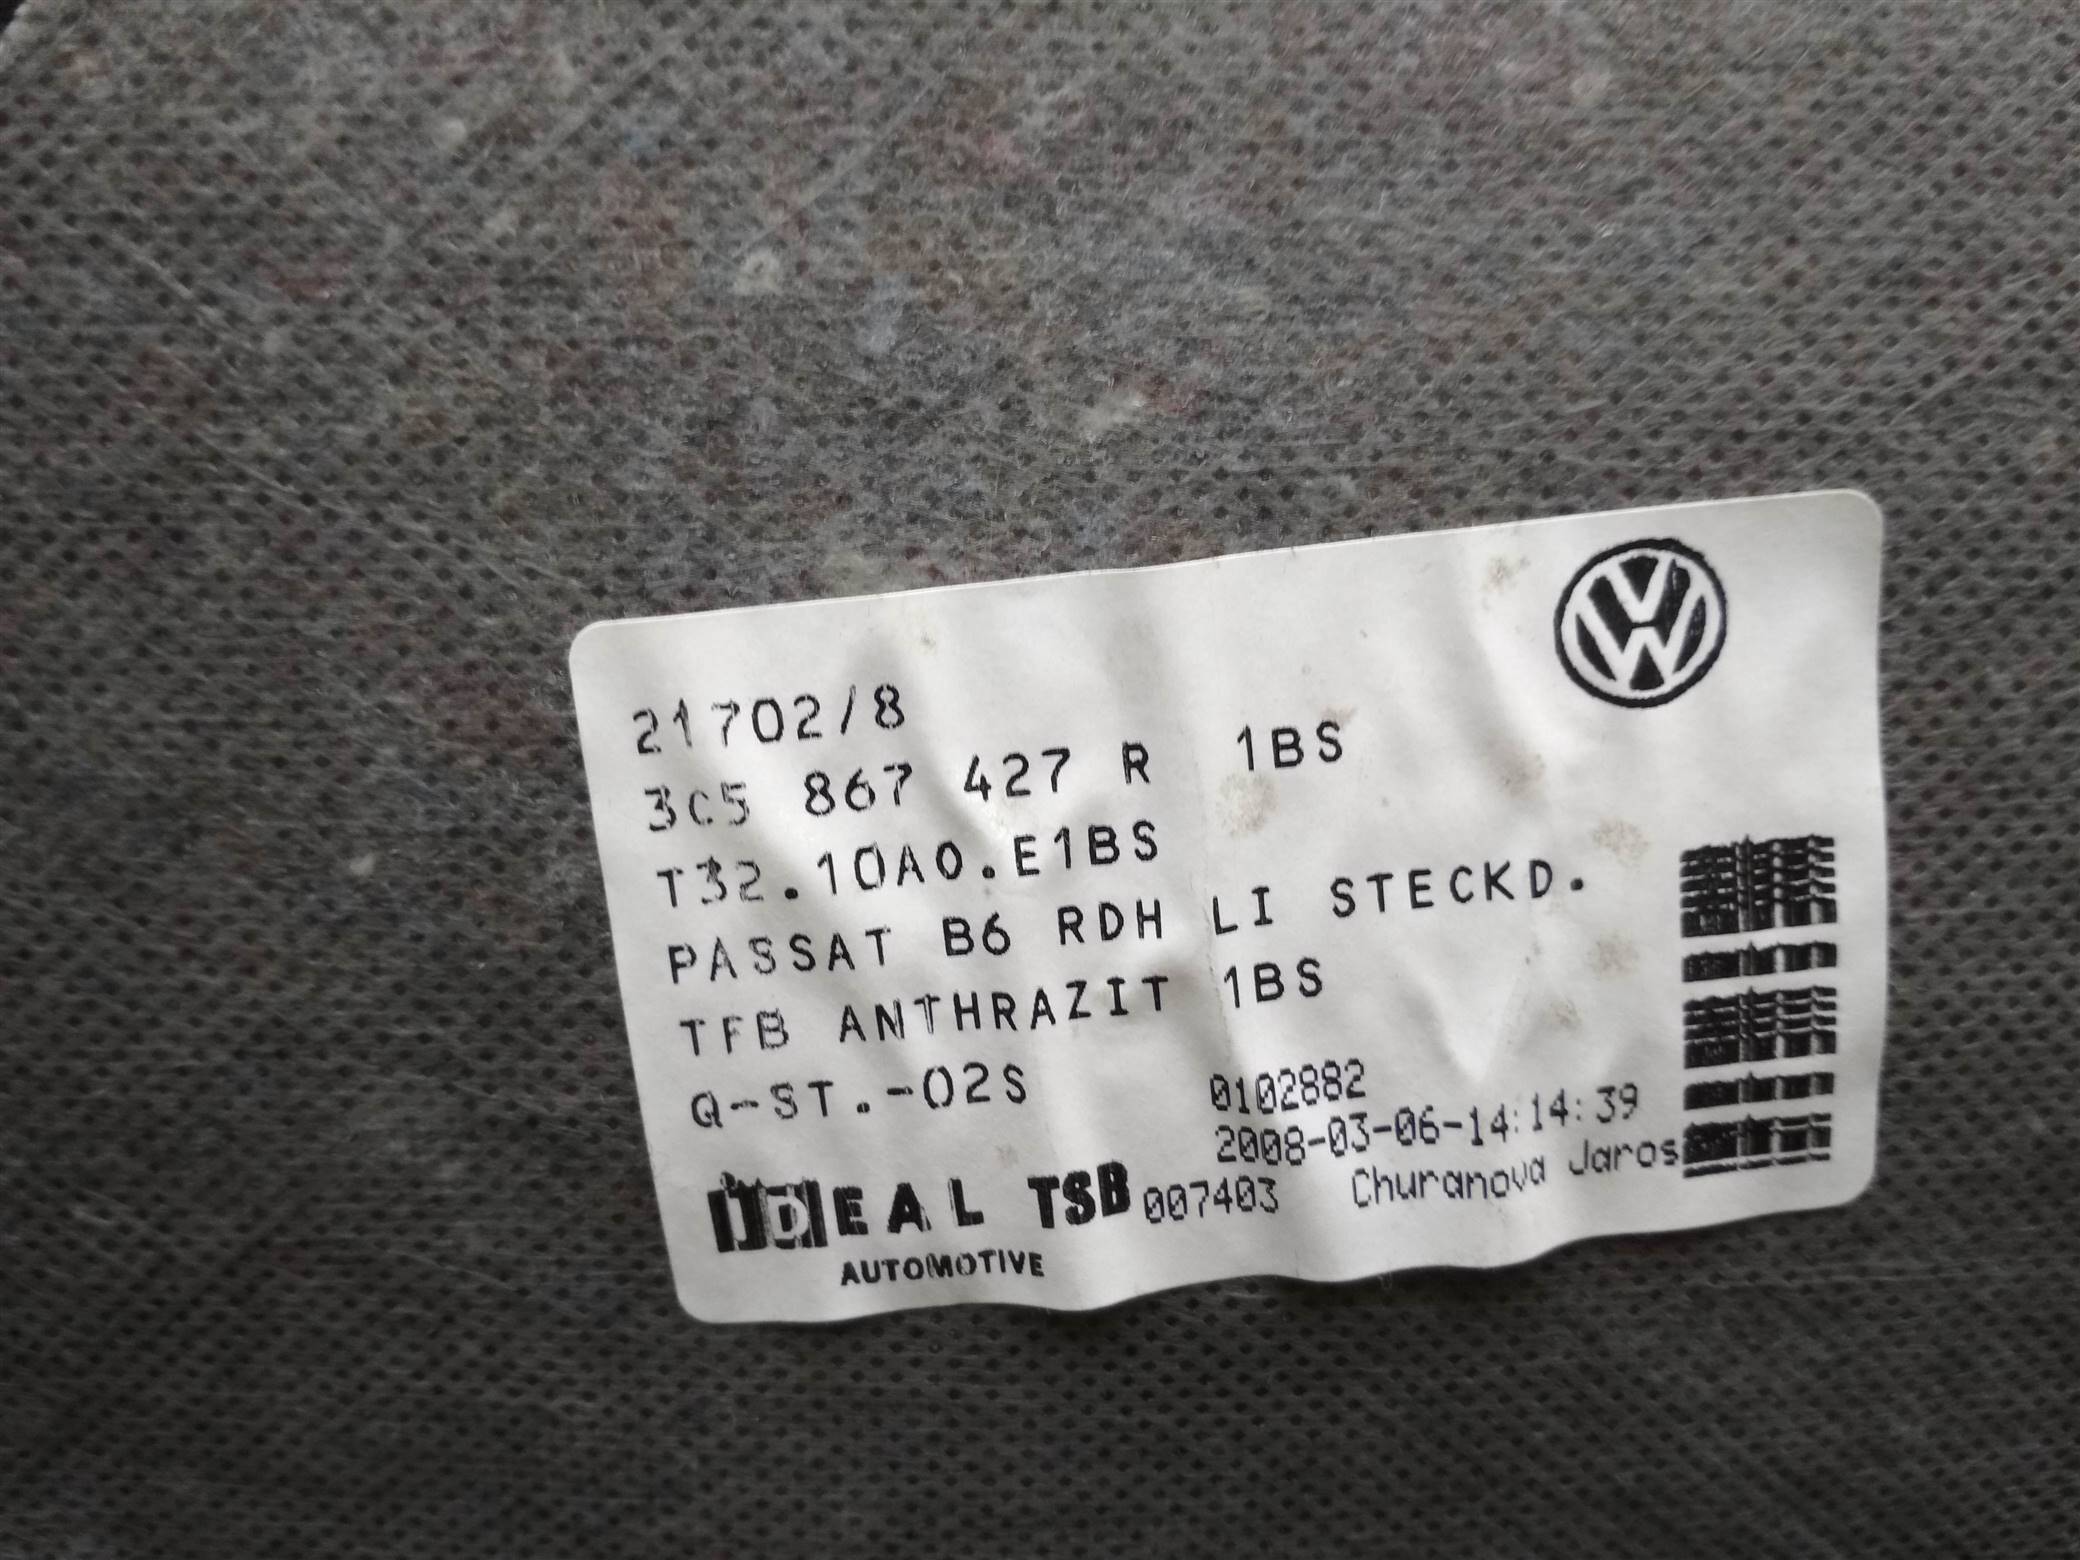 21702/8
3C5 867 427 R 1BS
T32.10A0.E1BS
PASSAT B6 RDH LI STECKD.
TFB ANTHRAZIT 1BS
Q-ST.-02S
0102882
2008-03-06-14:14:39
iDEAL TSB 007403 Churanova Jaros
AUTOMOTIVE